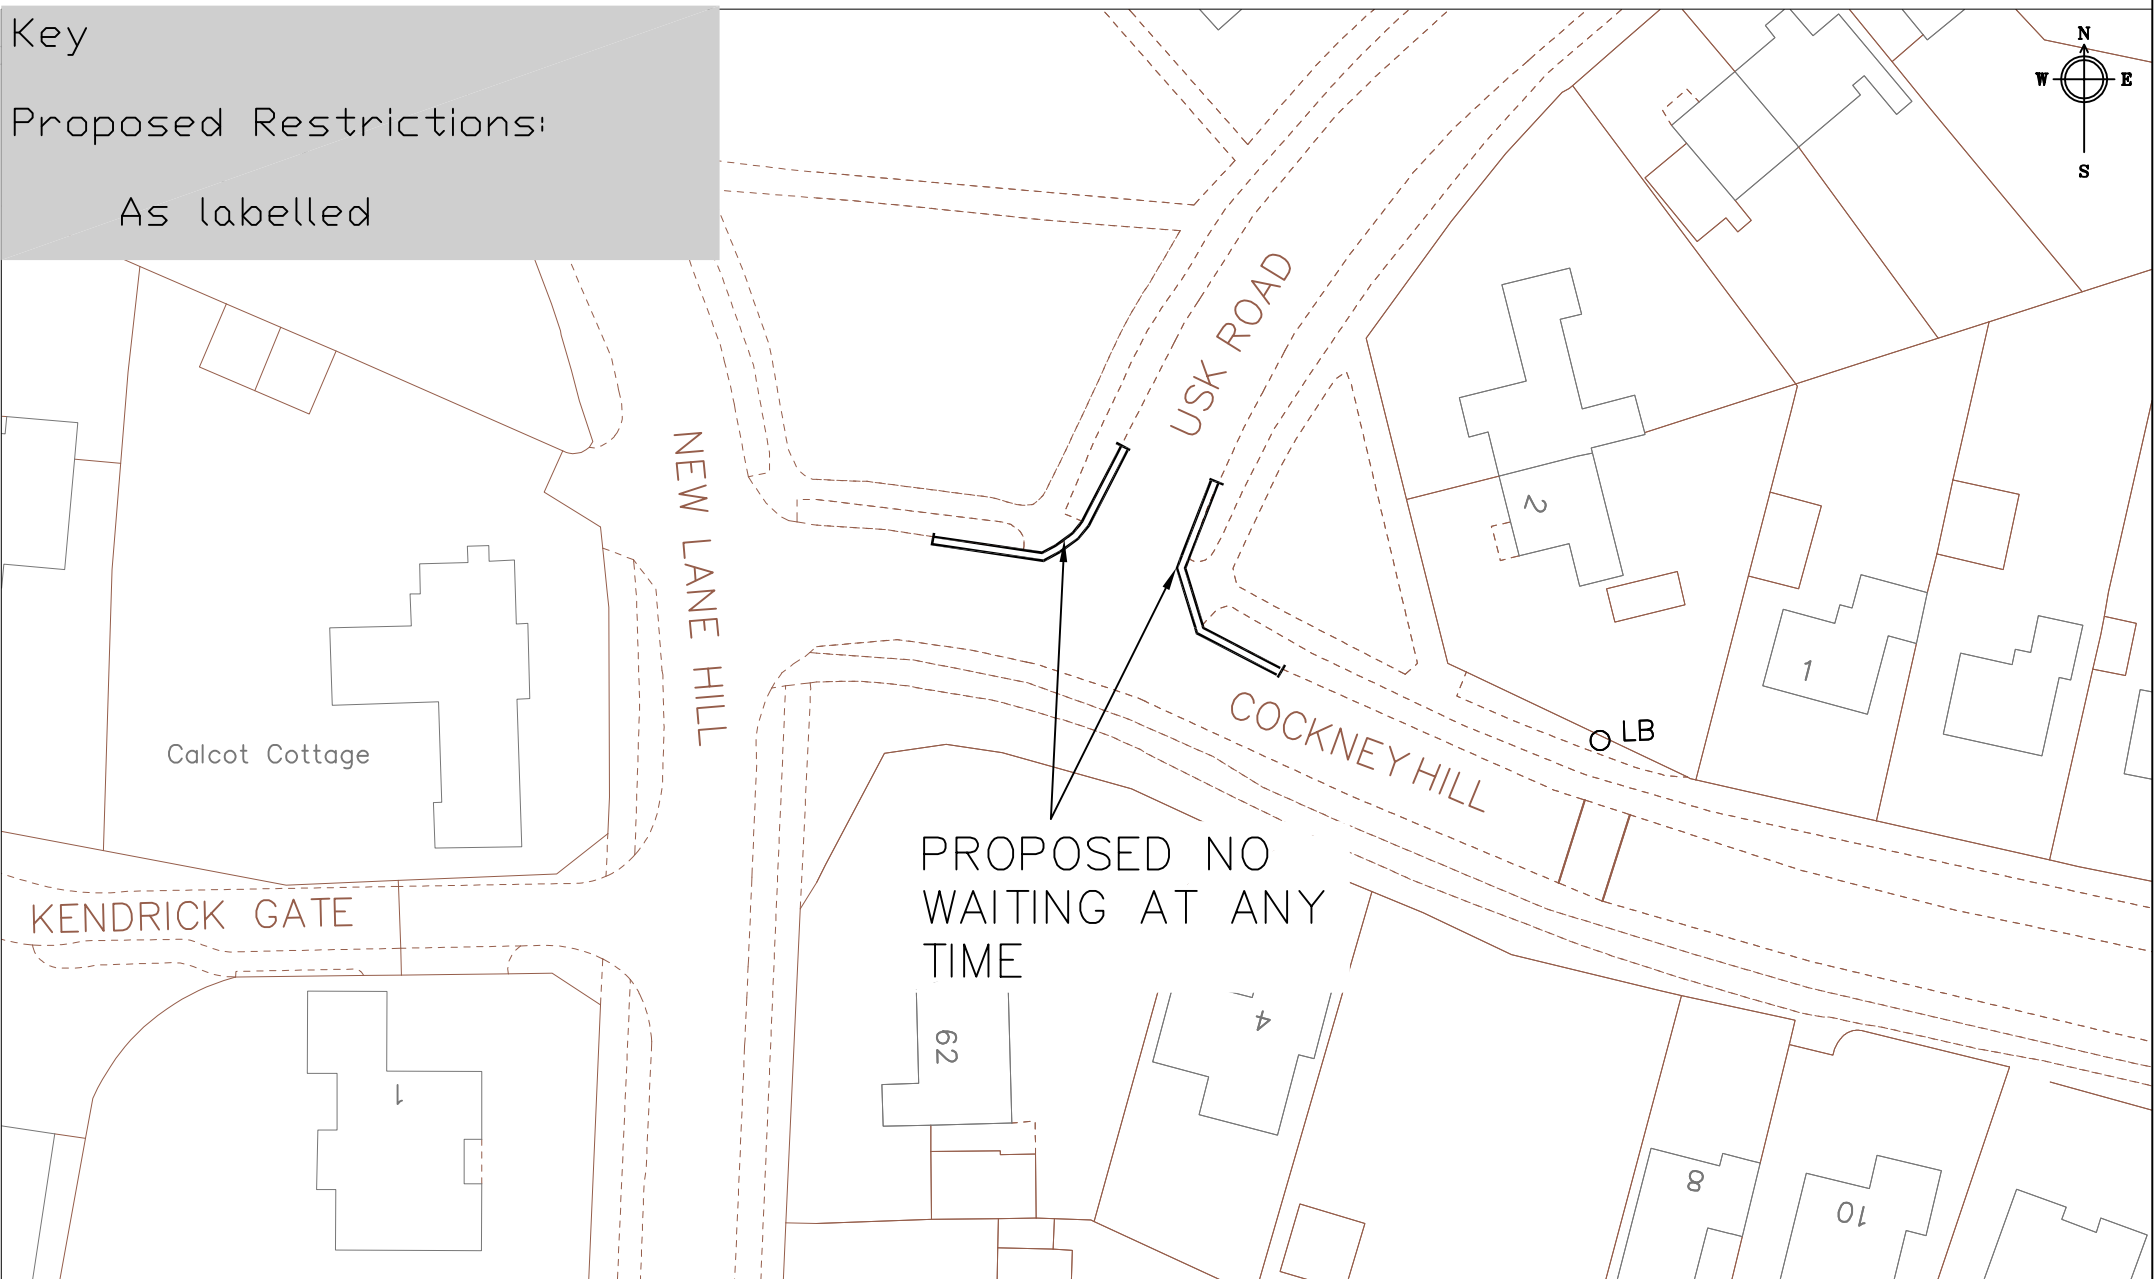 Key
Proposed Restrictions:
As labelled
N
W E
S
USK ROAD
NEW LANE HILL
2
1
LB
COCKNEY HILL
Calcot Cottage
PROPOSED NO
WAITING AT ANY
TIME
KENDRICK GATE
62
4
1
8
10